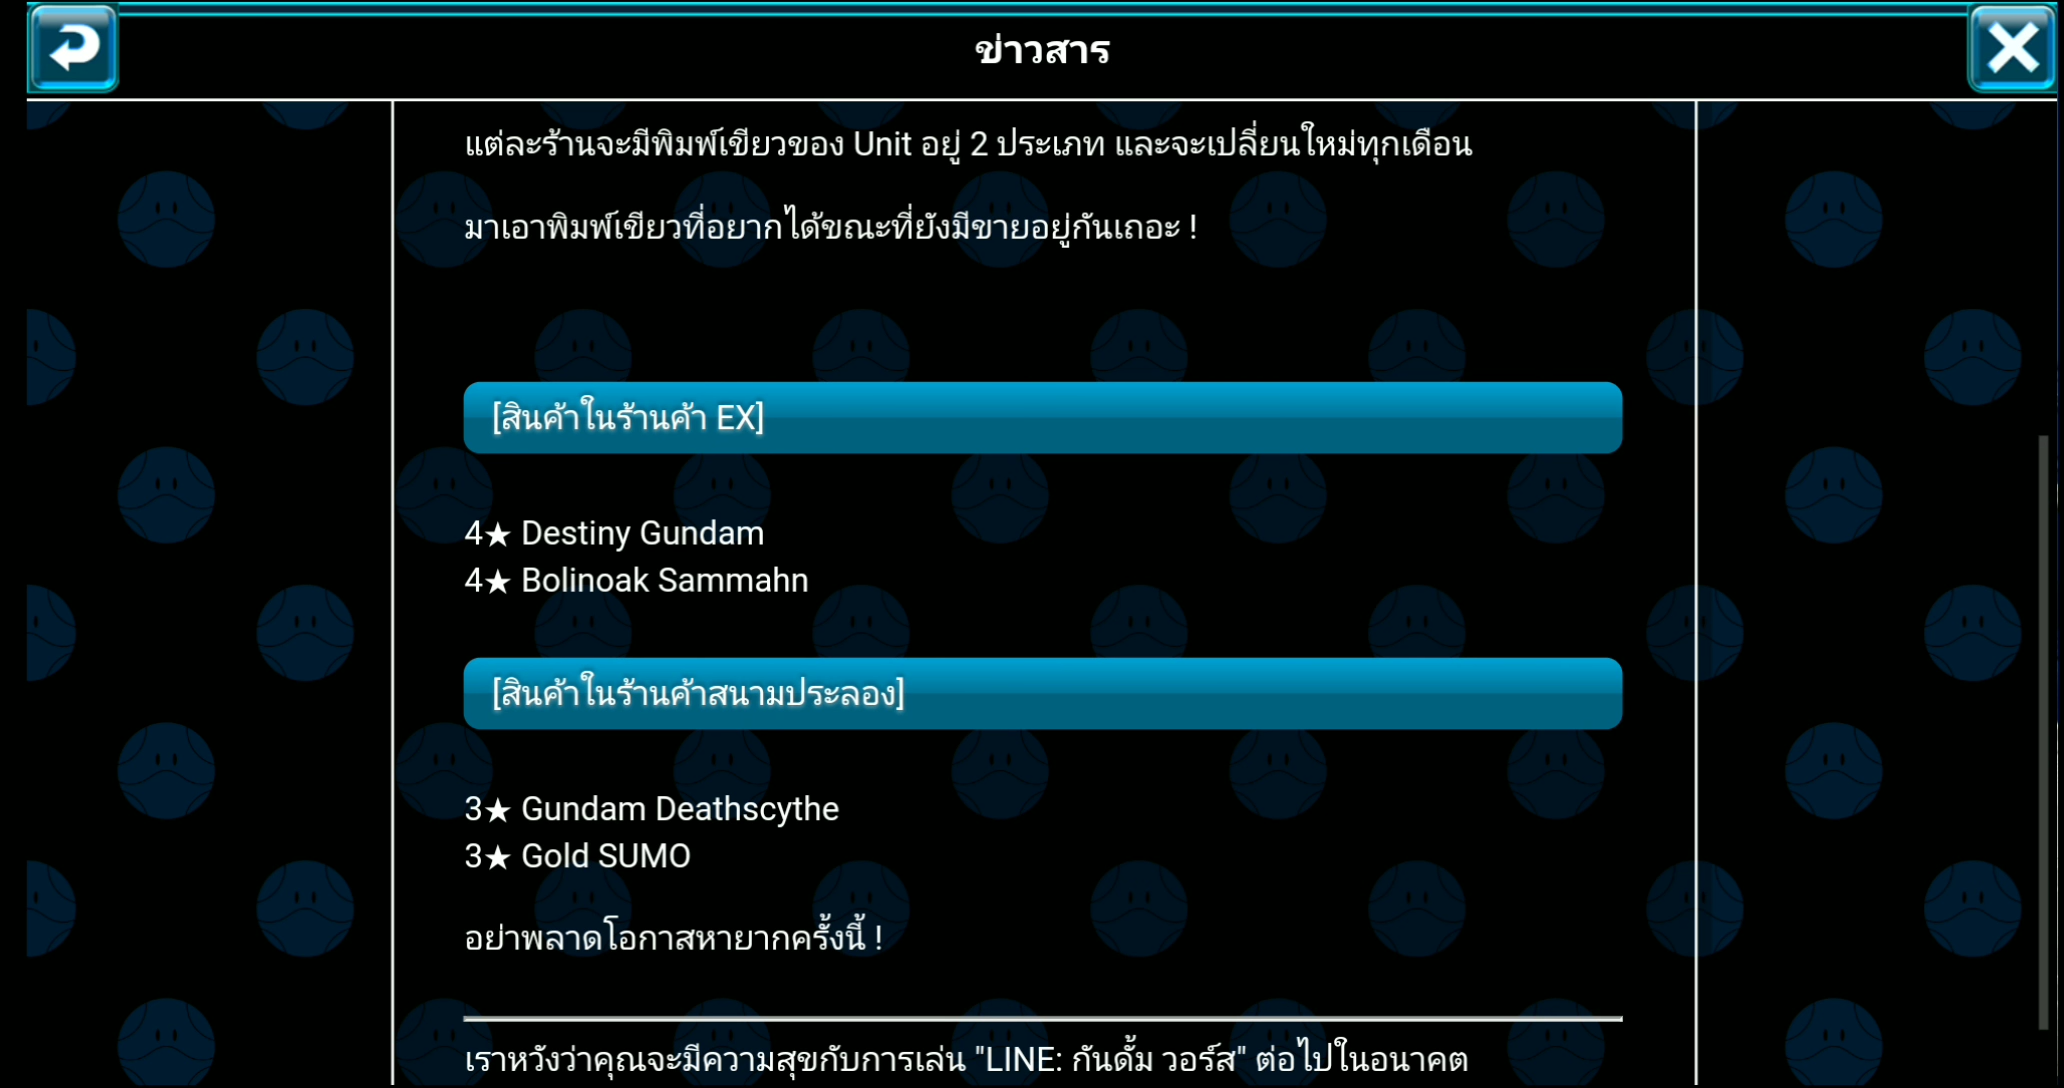 ข่าวสาร
แต่ละร้านจะมีพิมพ์เขียวของ Unit อยู่ 2 ประเภท และจะเปลี่ยนใหม่ทุกเดือน
มาเอาพิมพ์เขียวที่อยากได้ขณะที่ยังมีขายอยู่กันเถอะ !
[สินค้าในร้านค้า EX]
4★ Destiny Gundam
4★ Bolinoak Sammahn
[สินค้าในร้านค้าสนามประลอง]
3★ Gundam Deathscythe
3★ Gold SUMO
อย่าพลาดโอกาสหายากครั้งนี้ !
เราหวังว่าคุณจะมีความสุขกับการเล่น "LINE: กันดั้ม วอร์ส" ต่อไปในอนาคต